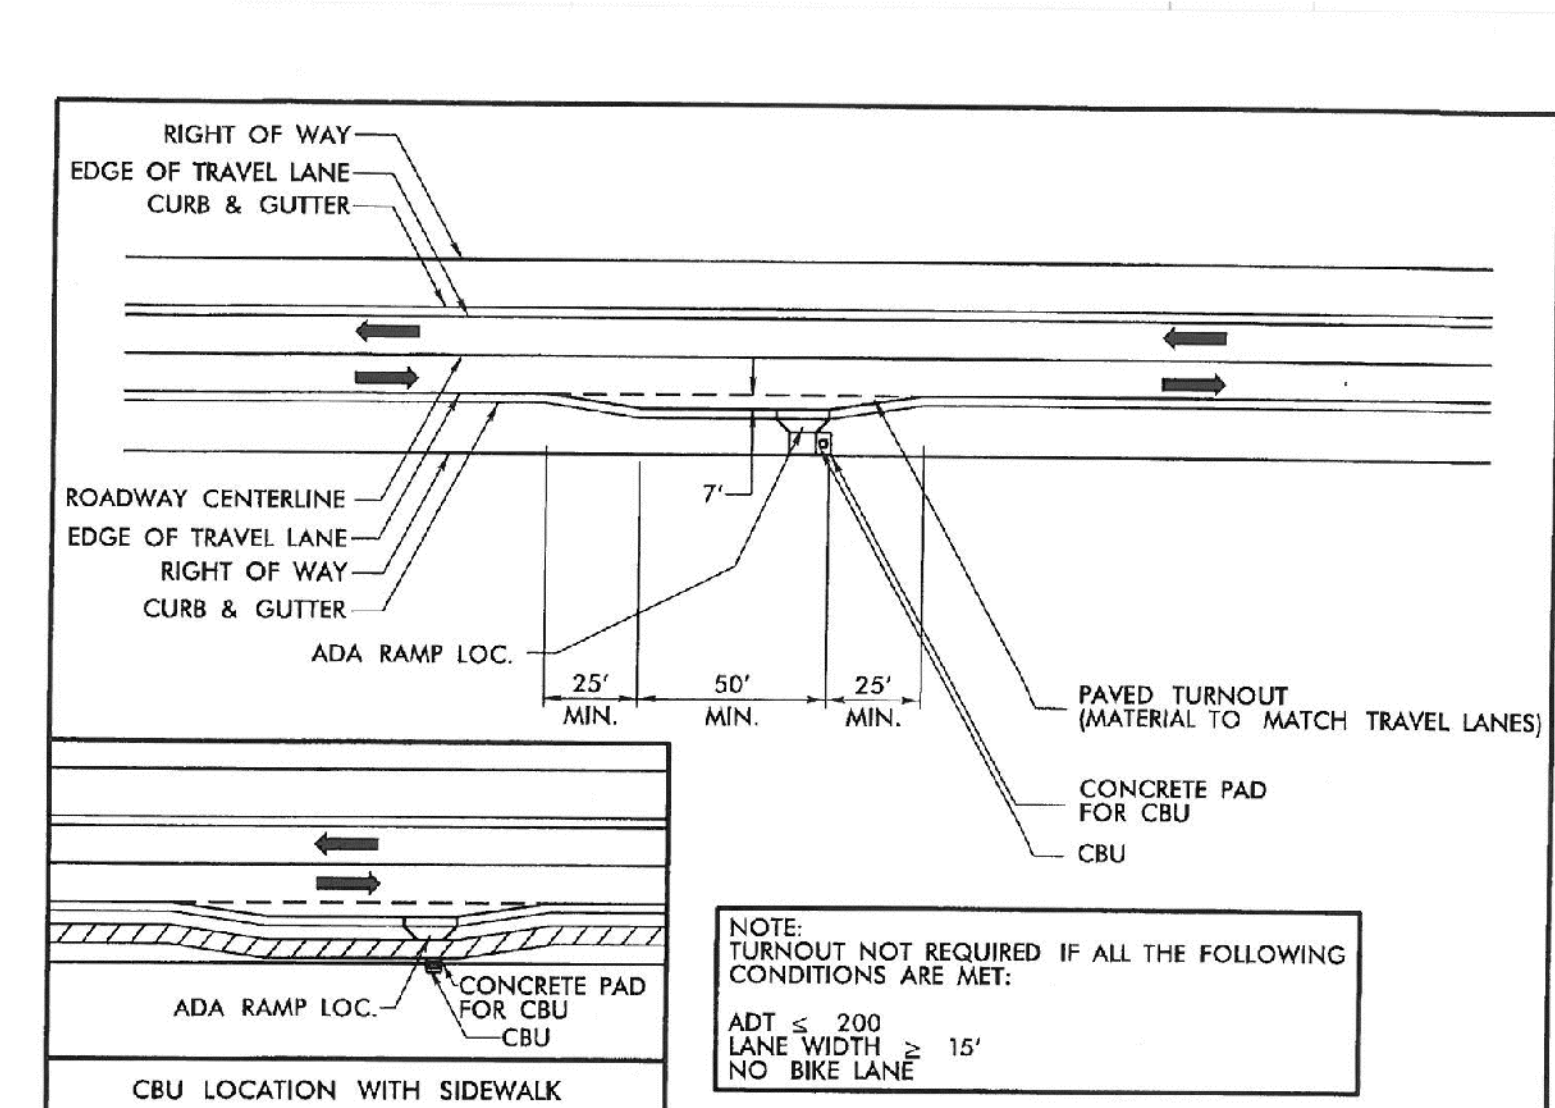 RIGHT OF WAY
EDGE OF TRAVEL LANE
CURB & GUTTER
ROADWAY CENTERLINE
EDGE OF TRAVEL LANE
RIGHT OF WAY
CURB & GUTTER
ADA RAMP LOC.
7'
25'
MIN.
50'
MIN.
25'
MIN.
PAVED TURNOUT
(MATERIAL TO MATCH TRAVEL LANES)
CONCRETE PAD
FOR CBU
CBU
ADA RAMP LOC.
CONCRETE PAD
FOR CBU
CBU
CBU LOCATION WITH SIDEWALK
NOTE:
TURNOUT NOT REQUIRED IF ALL THE FOLLOWING
CONDITIONS ARE MET:
ADT ≤ 200
LANE WIDTH ≥ 15'
NO BIKE LANE